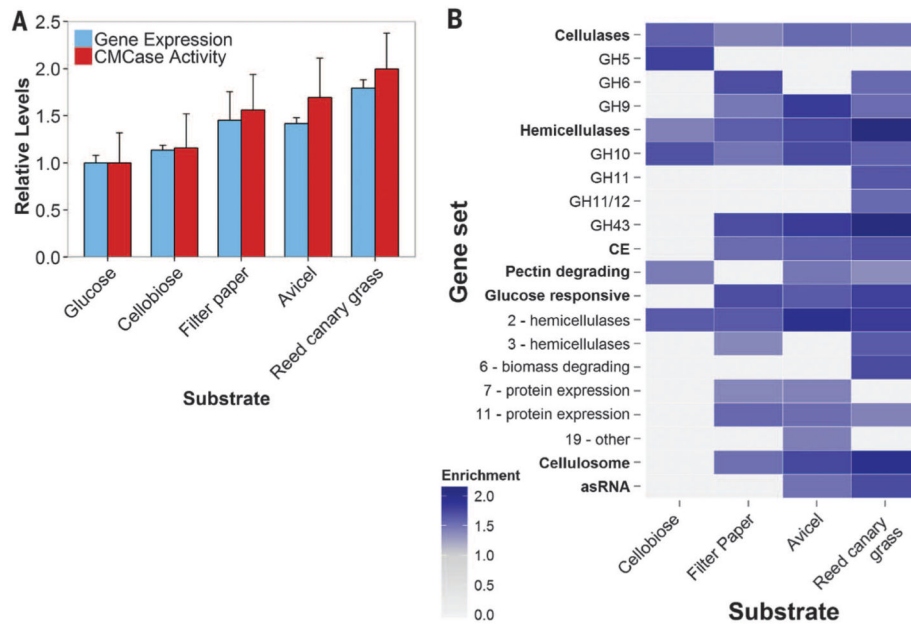 A
2.5
2.0
1.5
1.0
0.5
0.0
Relative Levels
Gene Expression
CMCase Activity
Glucose
Cellobiose
Filter paper
Avicel
Reed canary grass
Substrate
B
Gene set
Cellulases
GH5
GH6
GH9
Hemicellulases
GH10
GH11
GH11/12
GH43
CE
Pectin degrading
Glucose responsive
2 - hemicellulases
3 - hemicellulases
6 - biomass degrading
7 - protein expression
11 - protein expression
19 - other
Cellulosome
asRNA
Enrichment
2.0
1.5
1.0
0.5
0.0
Cellobiose
Filter Paper
Avicel
Reed canary
grass
Substrate